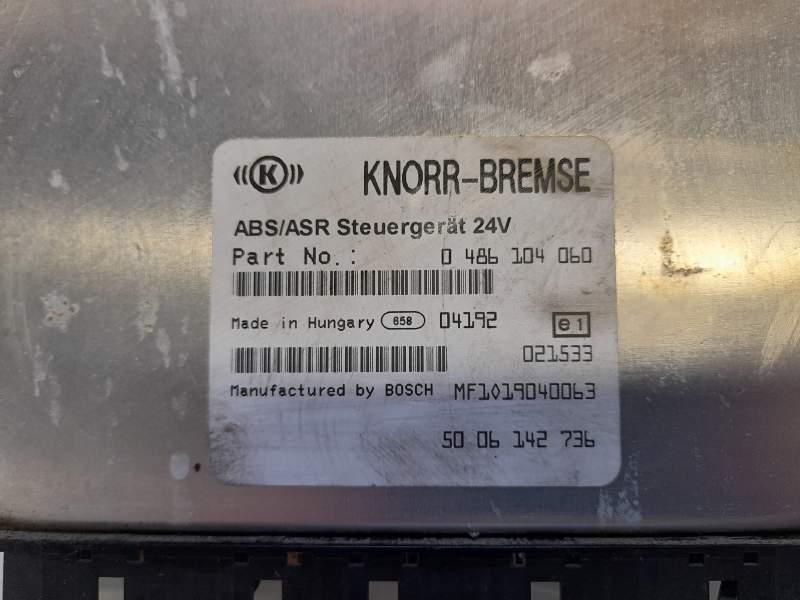 ((K)) KNORR-BREMSE
ABS/ASR Steuergerät 24V
Part No.: 0 486 104 060
Made in Hungary 658 04192 e1
021533
Manufactured by BOSCH MF1019040063
50 06 142 736